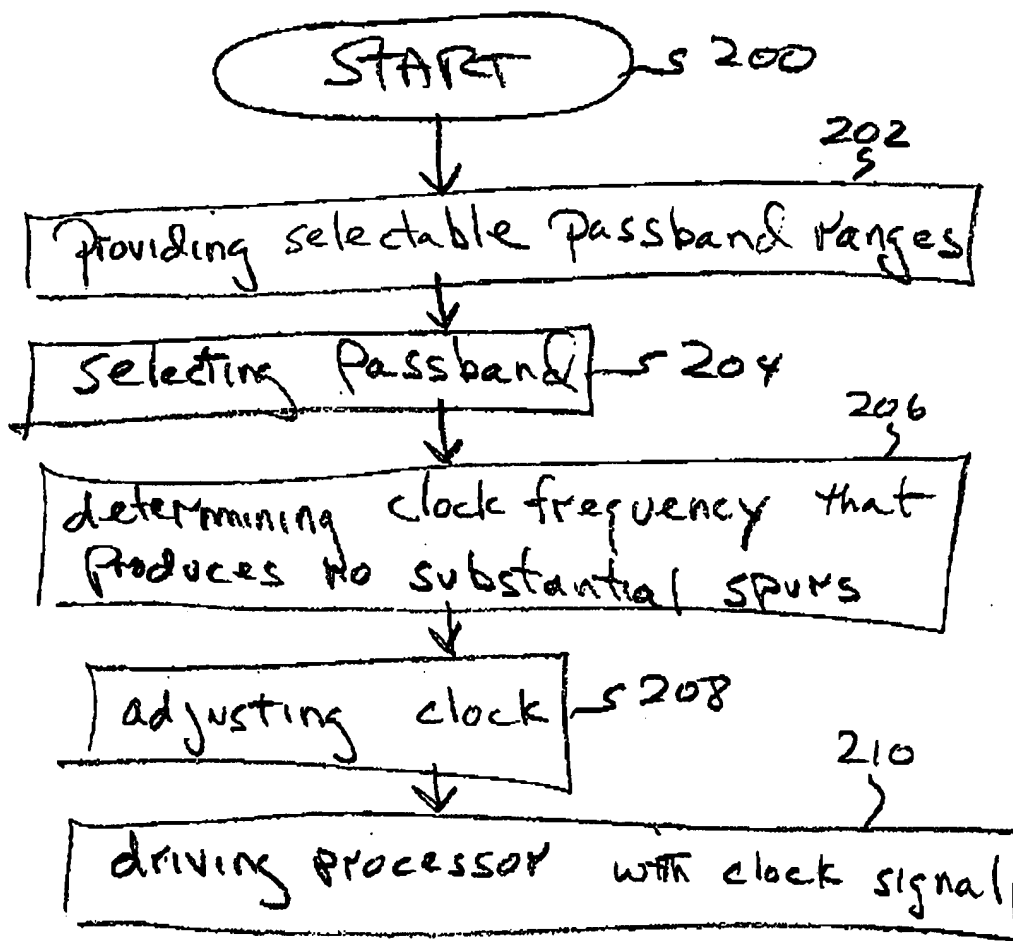 START 200
202
Providing selectable Passband ranges
selecting Passband 204
206
determining clock frequency that
Produces no substantial spurs
adjusting clock 208
210
driving processor with clock signal